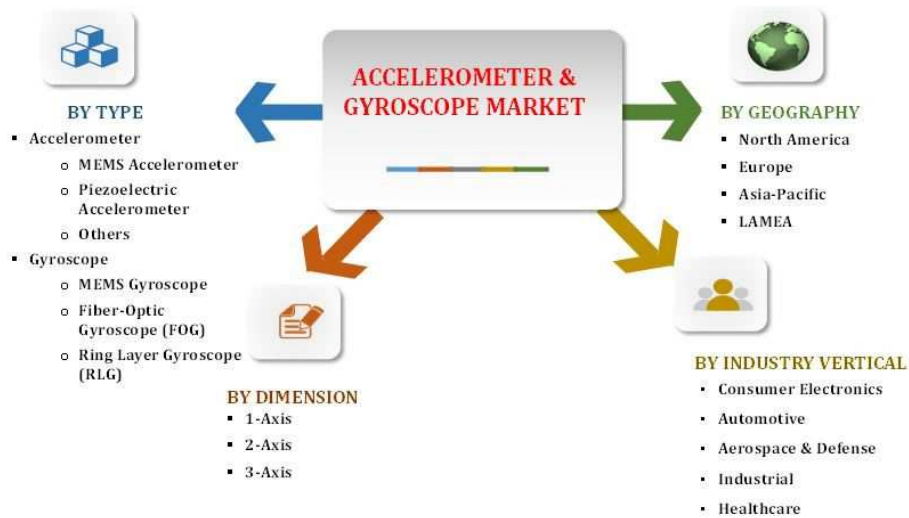 ACCELEROMETER &
GYROSCOPE MARKET
BY TYPE
▪ Accelerometer
o MEMS Accelerometer
o Piezoelectric
Accelerometer
o Others
▪ Gyroscope
o MEMS Gyroscope
o Fiber-Optic
Gyroscope (FOG)
o Ring Layer Gyroscope
(RLG)
BY DIMENSION
▪ 1-Axis
▪ 2-Axis
▪ 3-Axis
BY GEOGRAPHY
▪ North America
▪ Europe
▪ Asia-Pacific
▪ LAMEA
BY INDUSTRY VERTICAL
▪ Consumer Electronics
▪ Automotive
▪ Aerospace & Defense
▪ Industrial
▪ Healthcare